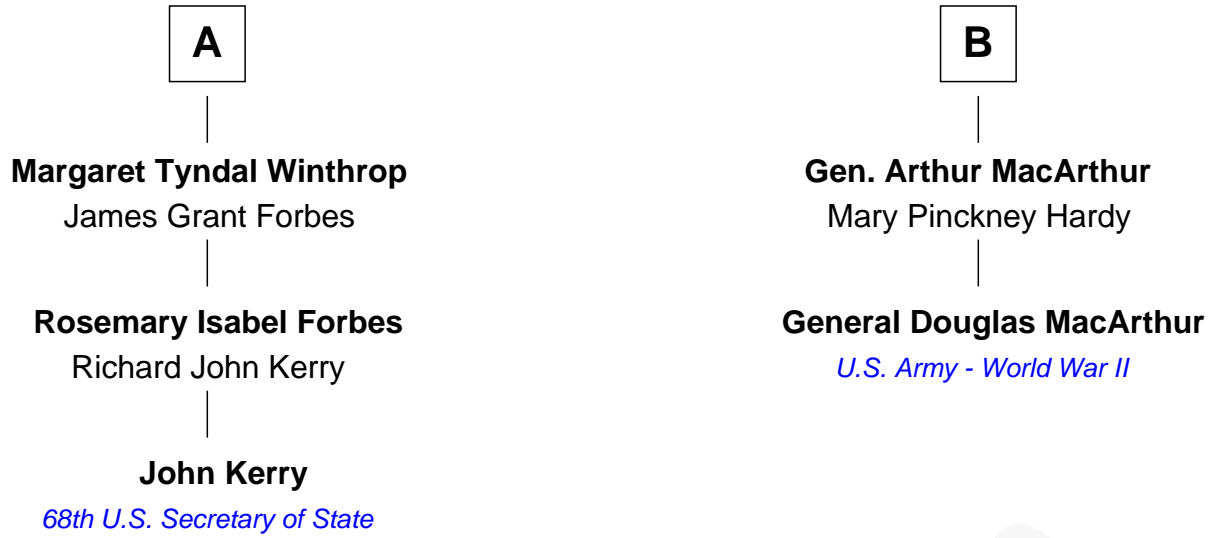 A
Margaret Tyndal Winthrop
James Grant Forbes
Rosemary Isabel Forbes
Richard John Kerry
John Kerry
68th U.S. Secretary of State
B
Gen. Arthur MacArthur
Mary Pinckney Hardy
General Douglas MacArthur
U.S. Army - World War II